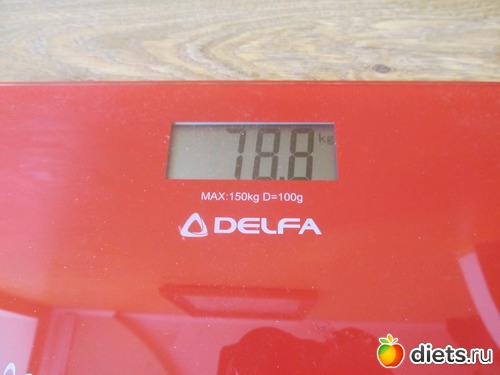 78.8 kg
MAX:150kg D=100g
DELFA
diets.ru